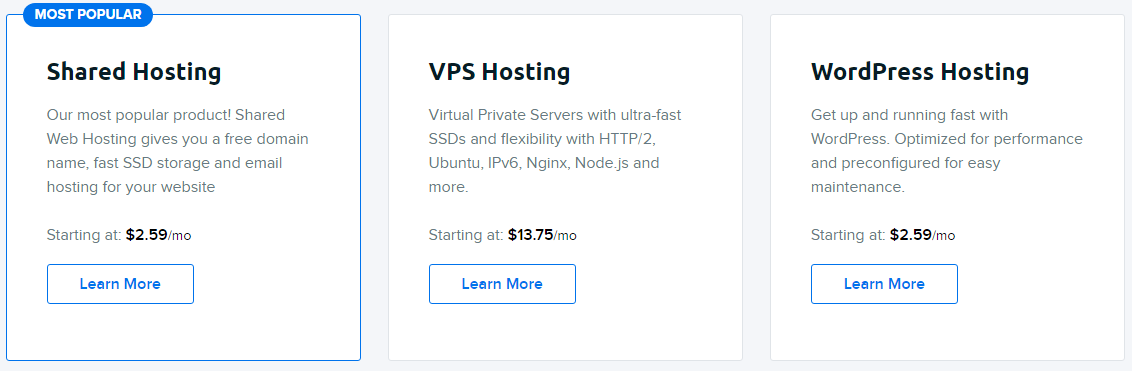 MOST POPULAR
Shared Hosting
Our most popular product! Shared
Web Hosting gives you a free domain
name, fast SSD storage and email
hosting for your website
Starting at: $2.59/mo
Learn More
VPS Hosting
Virtual Private Servers with ultra-fast
SSDs and flexibility with HTTP/2,
Ubuntu, IPv6, Nginx, Node.js and
more.
Starting at: $13.75/mo
Learn More
WordPress Hosting
Get up and running fast with
WordPress. Optimized for performance
and preconfigured for easy
maintenance.
Starting at: $2.59/mo
Learn More